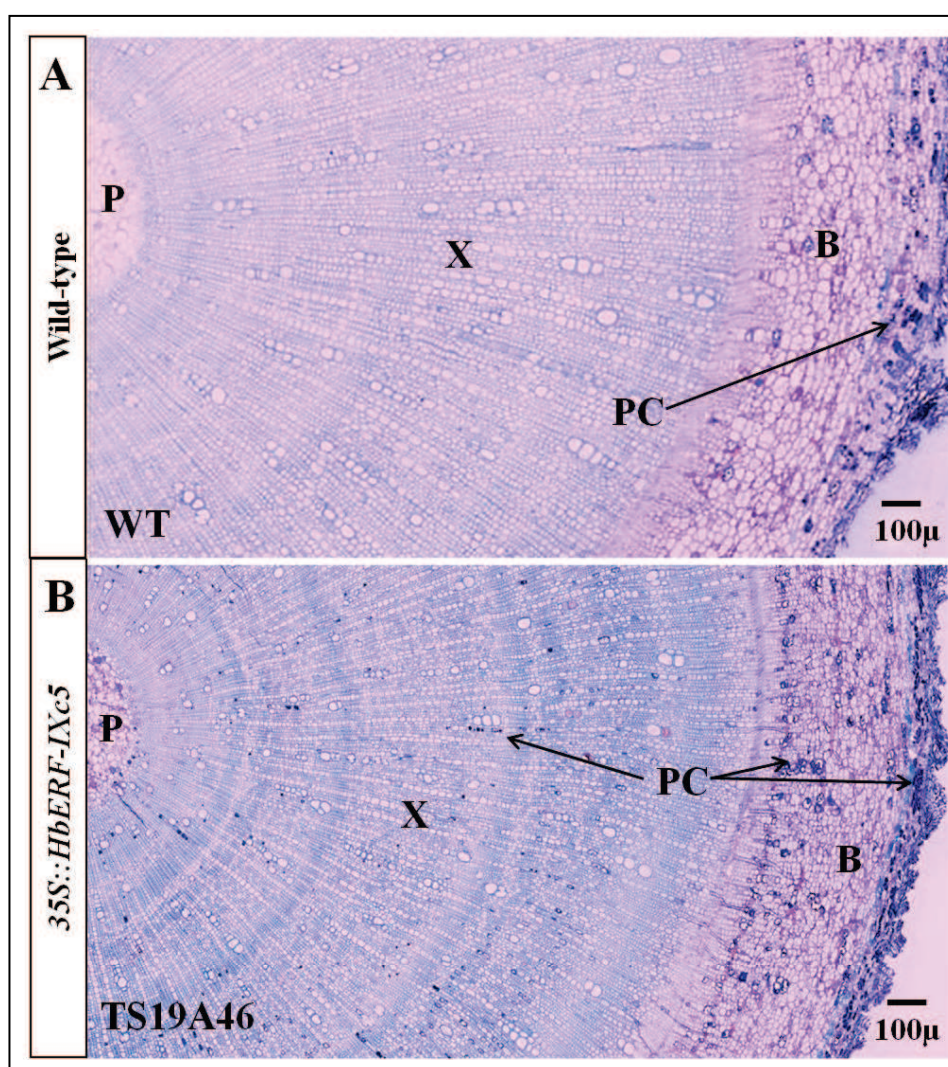 A
Wild-type
P
X
B
PC
WT
100μ
B
35S::HbERF-IXc5
P
PC
X
B
TS19A46
100μ